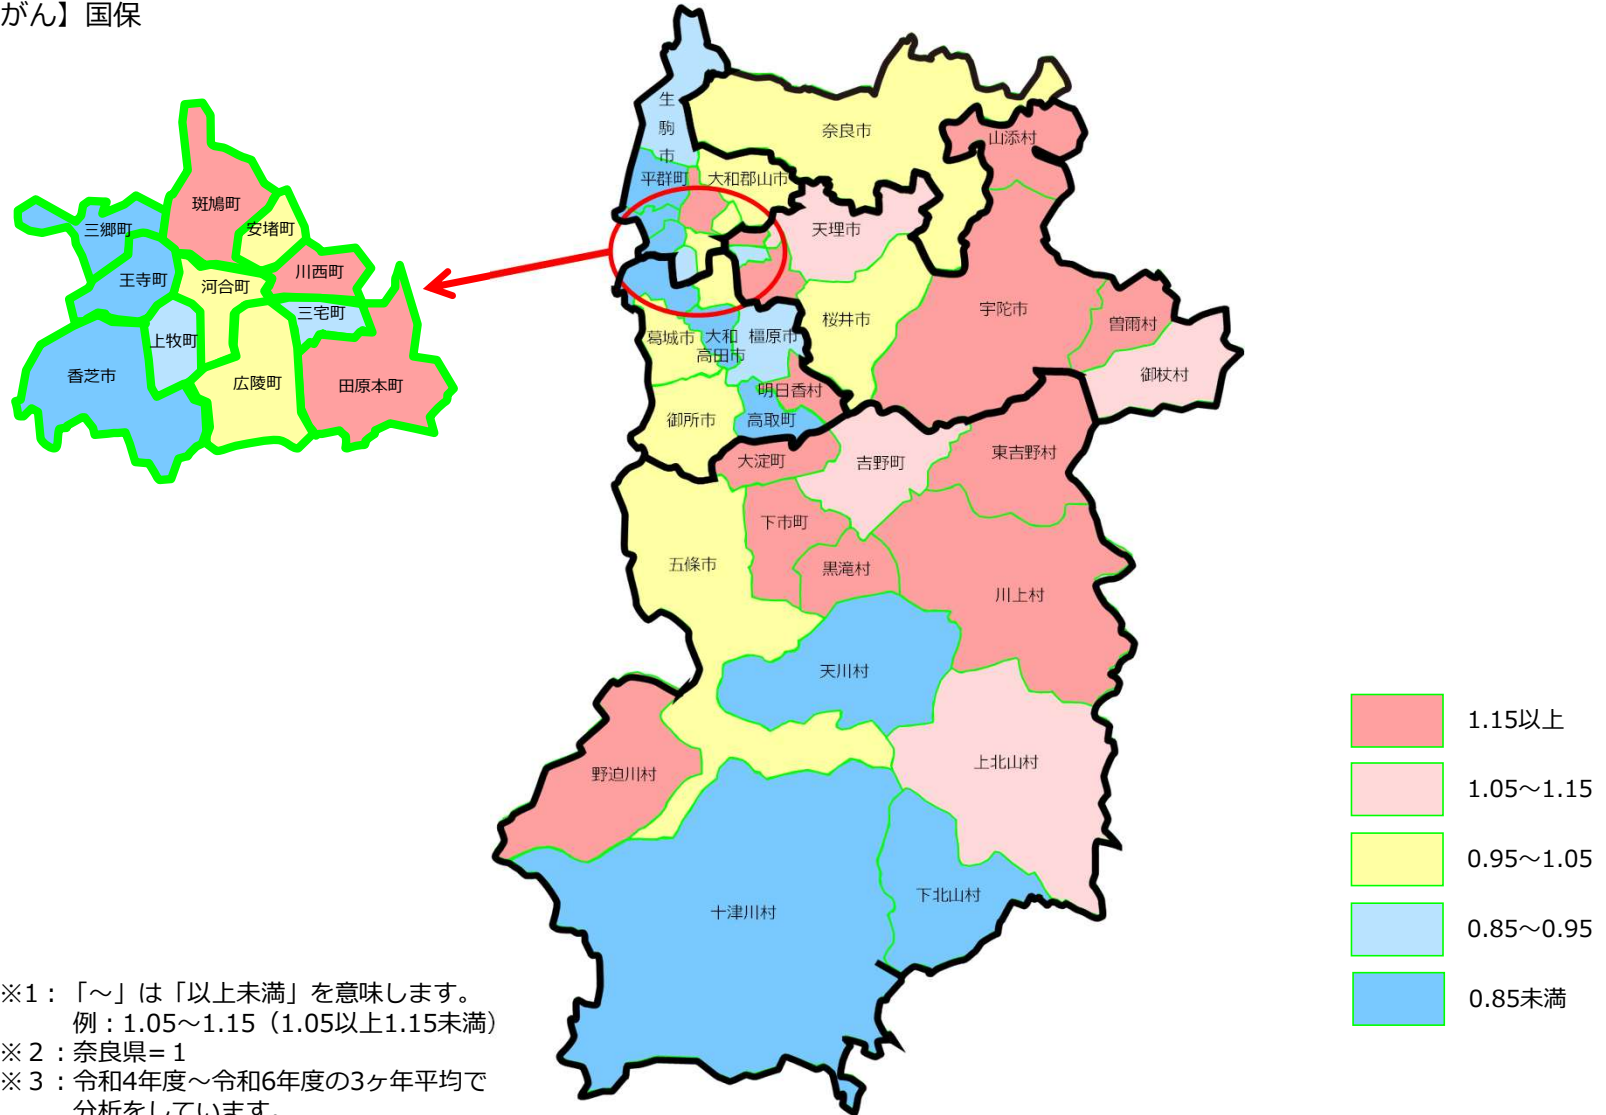 がん】国保
生
駒
市
奈良市
山添村
平群町
大和郡山市
天理市
斑鳩町
三郷町
安堵町
王寺町
河合町
川西町
三宅町
上牧町
香芝市
広陵町
田原本町
宇陀市
曽爾村
御杖村
桜井市
葛城市
大和
高田市
橿原市
明日香村
御所市
高取町
大淀町
吉野町
東吉野村
下市町
五條市
黒滝村
川上村
天川村
上北山村
野迫川村
下北山村
十津川村
1.15以上
1.05～1.15
0.95～1.05
0.85～0.95
0.85未満
※1：「～」は「以上未満」を意味します。
例：1.05～1.15（1.05以上1.15未満）
※２：奈良県=１
※３：令和4年度～令和6年度の3ヶ年平均で
分析をしています。